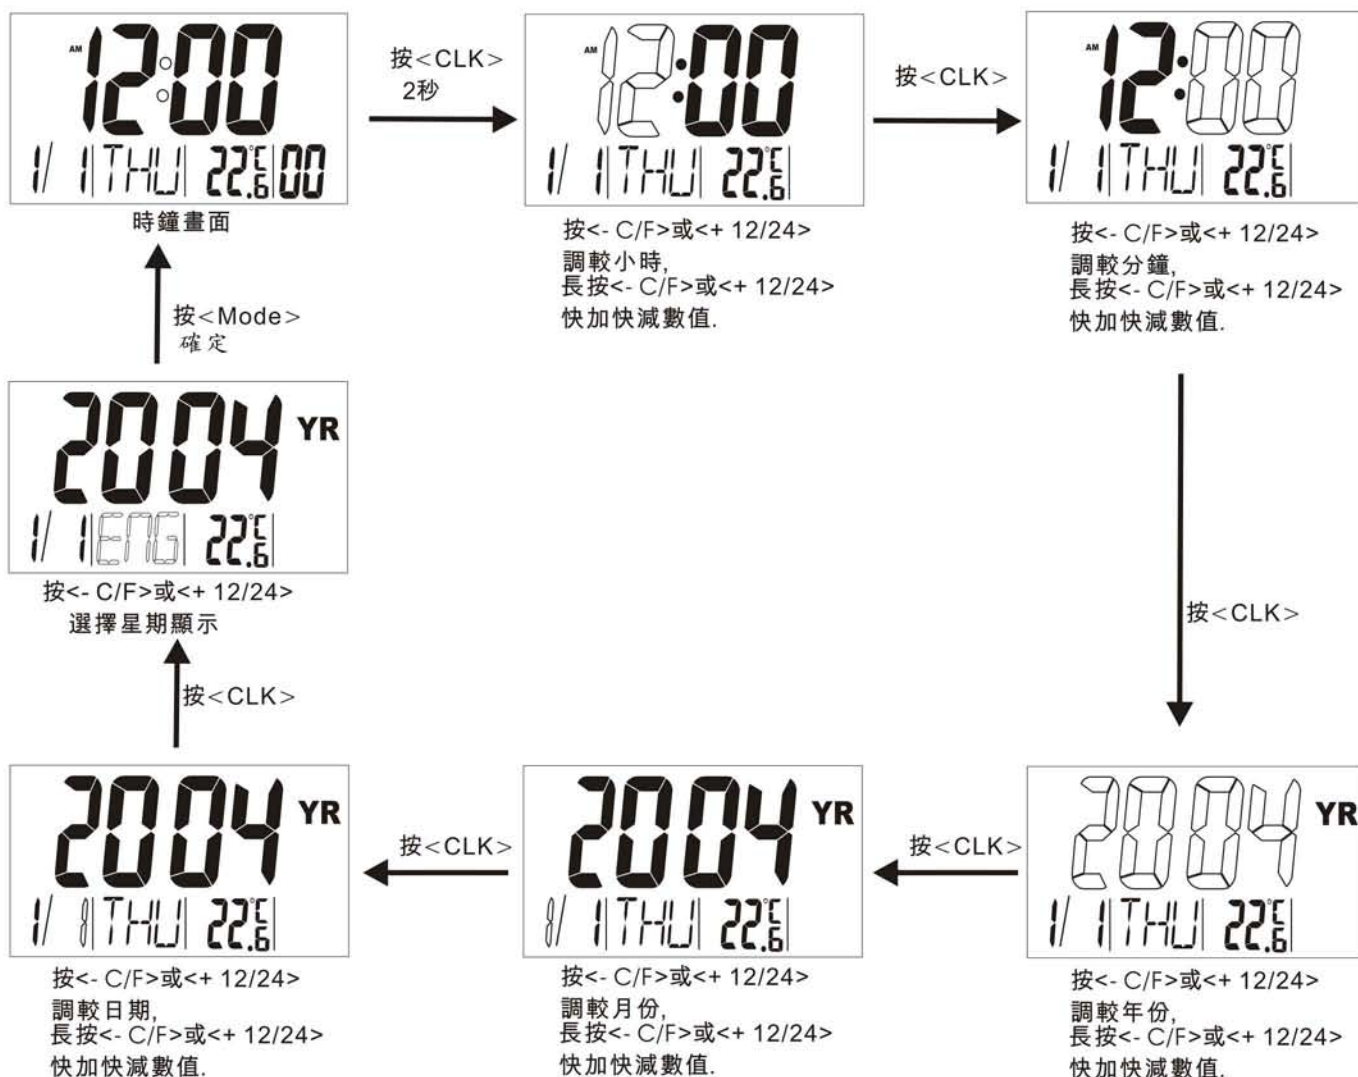 AM 12:00
1/ 1 THU 22.6°C 00
時鐘畫面
按<CLK>
2秒
AM 12:00
1/ 1 THU 22.6°C
按<- C/F>或<+ 12/24>
調較小時,
長按<- C/F>或<+ 12/24>
快加快減數值.
按<CLK>
AM 12:00
1/ 1 THU 22.6°C
按<- C/F>或<+ 12/24>
調較分鐘,
長按<- C/F>或<+ 12/24>
快加快減數值.
按<CLK>
2004 YR
1/ 1 THU 22.6°C
按<- C/F>或<+ 12/24>
調較年份,
長按<- C/F>或<+ 12/24>
快加快減數值.
按<CLK>
2004 YR
/ 1 THU 22.6°C
按<- C/F>或<+ 12/24>
調較月份,
長按<- C/F>或<+ 12/24>
快加快減數值.
按<CLK>
2004 YR
1/ THU 22.6°C
按<- C/F>或<+ 12/24>
調較日期,
長按<- C/F>或<+ 12/24>
快加快減數值.
按<CLK>
2004 YR
1/ 1 ENG 22.6°C
按<- C/F>或<+ 12/24>
選擇星期顯示
按<Mode>
確定